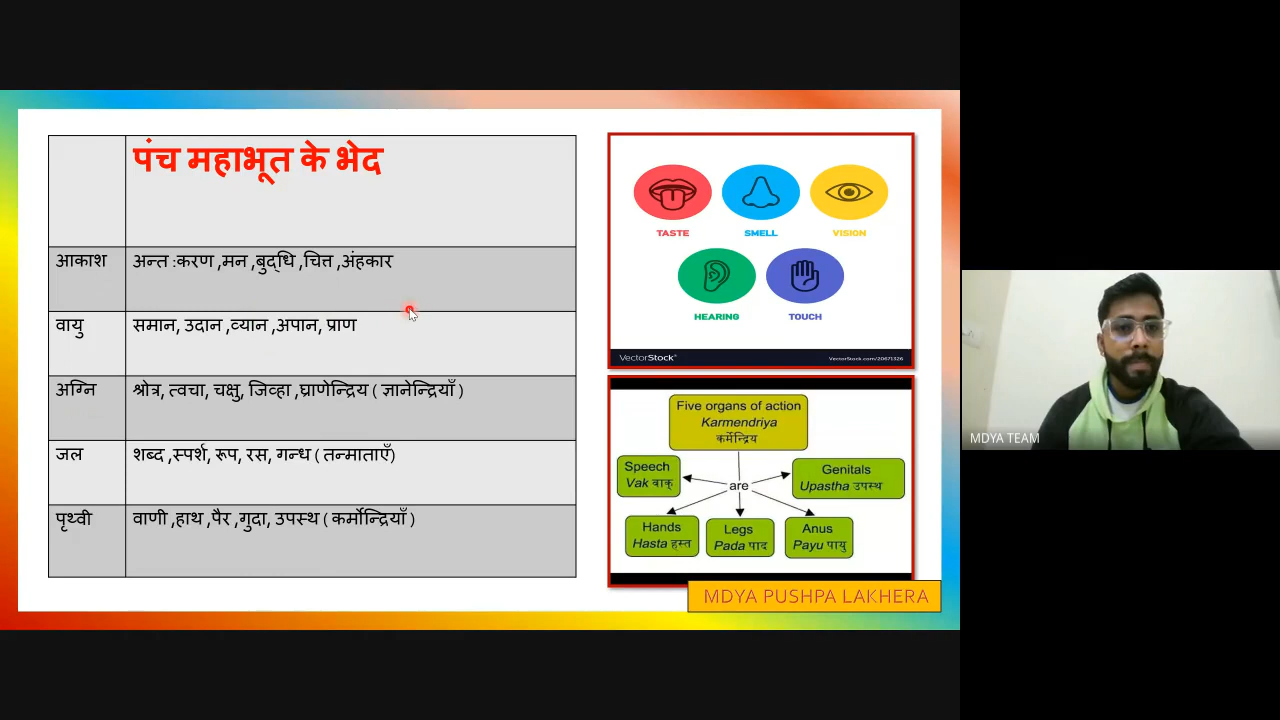 पंच महाभूत के भेद
आकाश अन्त :करण ,मन ,बुद्धि ,चित्त ,अंहकार
वायु समान, उदान ,व्यान ,अपान, प्राण
अग्नि श्रोत्र, त्वचा, चक्षु, जिव्हा ,घ्राणेन्द्रिय ( ज्ञानेन्द्रियाँ )
जल शब्द ,स्पर्श, रूप, रस, गन्ध ( तन्माताएँ)
पृथ्वी वाणी ,हाथ ,पैर ,गुदा, उपस्थ ( कर्मोन्द्रियाँ )
TASTE SMELL VISION
HEARING TOUCH
VectorStock® VectorStock.com/20671326
Five organs of action
Karmendriya
कर्मेन्द्रिय
Speech
Vak वाक्
are
Genitals
Upastha उपस्थ
Hands
Hasta हस्त
Legs
Pada पाद
Anus
Payu पायु
MDYA PUSHPA LAKHERA
MDYA TEAM